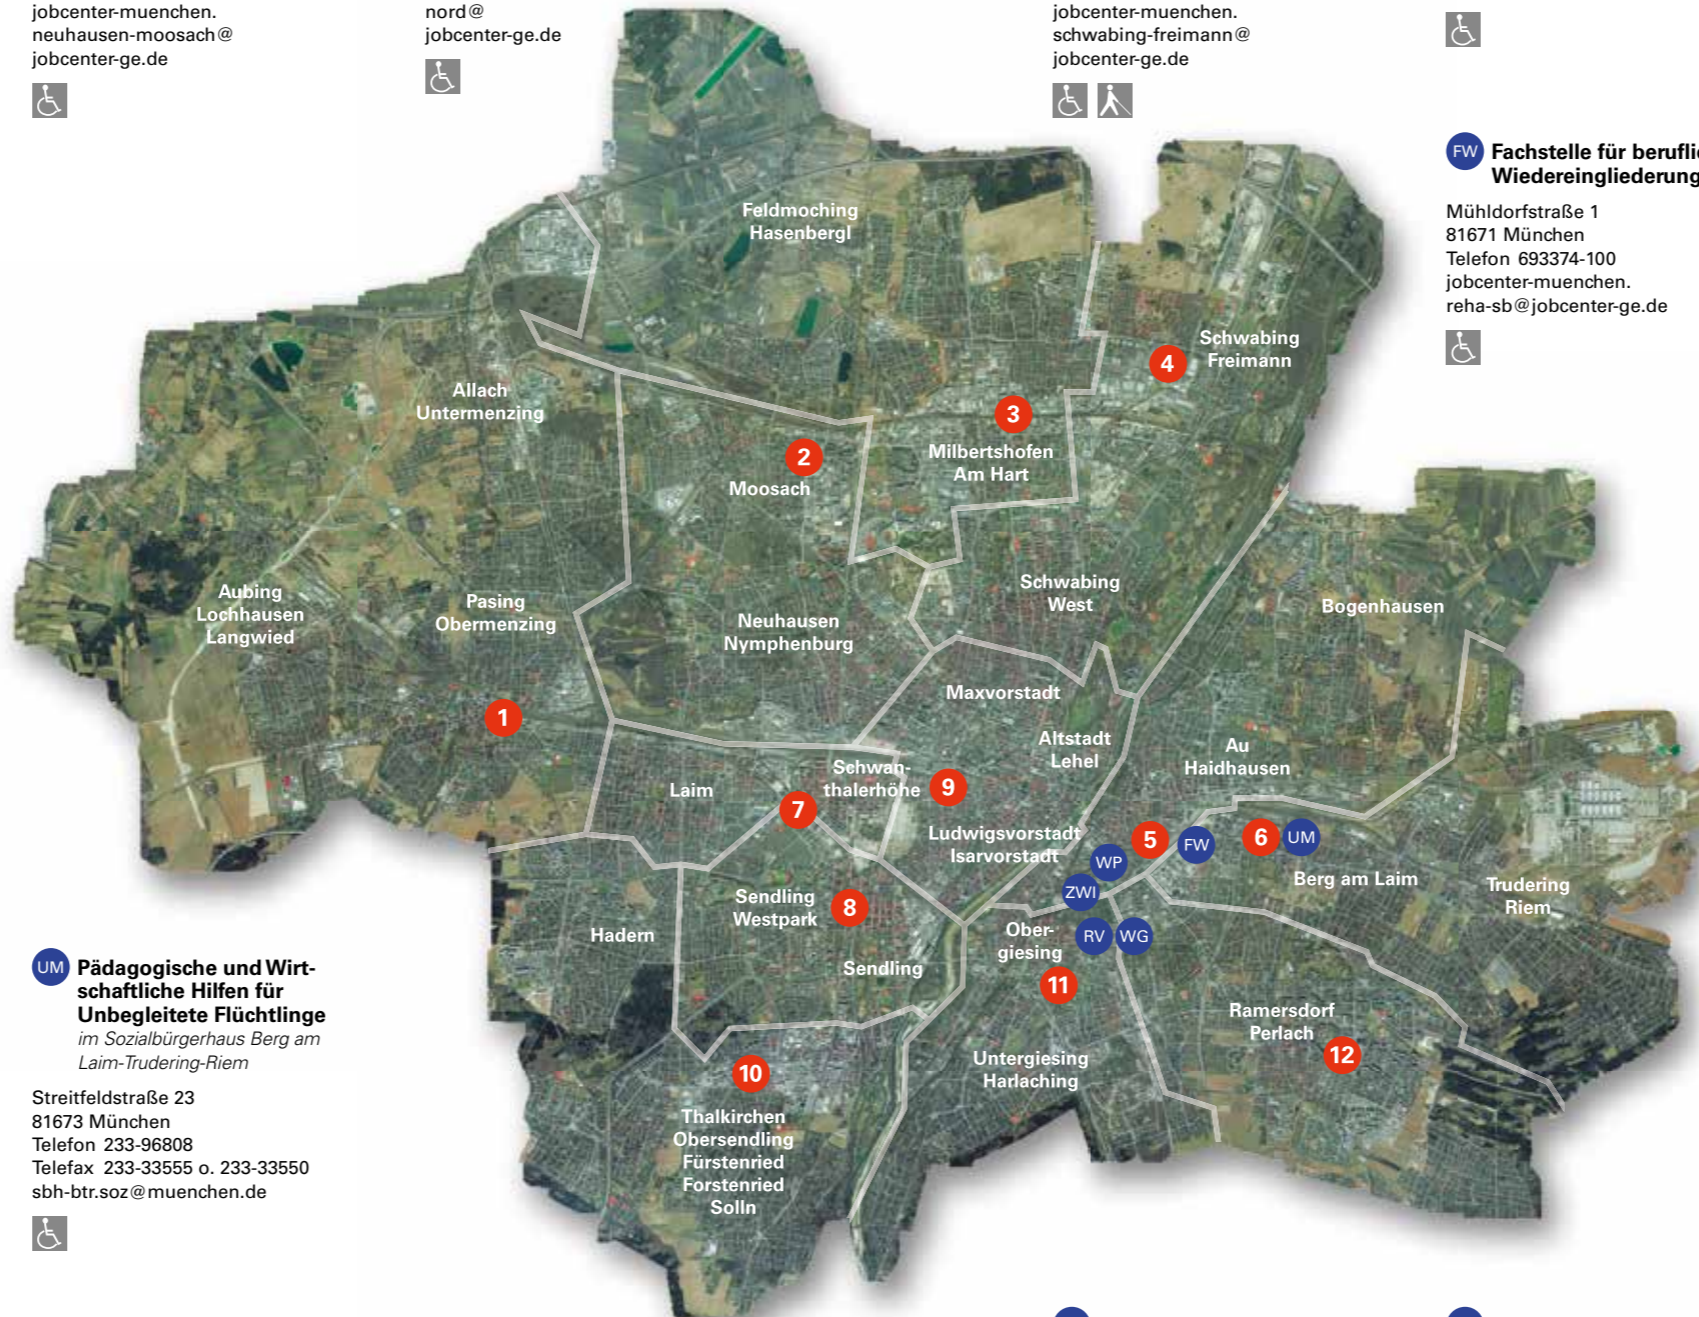 jobcenter-muenchen.
neuhausen-moosach@
jobcenter-ge.de
nord@
jobcenter-ge.de
jobcenter-muenchen.
schwabing-freimann@
jobcenter-ge.de
FW
Fachstelle für beruflic
Wiedereingliederung
Mühldorfstraße 1
81671 München
Telefon 693374-100
jobcenter-muenchen.
reha-sb@jobcenter-ge.de
Feldmoching
Hasenbergl
Schwabing
Freimann
4
Allach
Untermenzing
3
Milbertshofen
Am Hart
2
Moosach
Aubing
Lochhausen
Langwied
Pasing
Obermenzing
Neuhausen
Nymphenburg
Schwabing
West
Bogenhausen
1
Maxvorstadt
Altstadt
Lehel
Au
Haidhausen
Laim
Schwan-
thalerhöhe
9
7
Ludwigsvorstadt
Isarvorstadt
5
FW
6
UM
WP
ZWI
Berg am Laim
Trudering
Riem
Sendling
Westpark
8
Hadern
Sendling
Ober-
giesing
RV
WG
11
Ramersdorf
Perlach
12
Untergiesing
Harlaching
10
Thalkirchen
Obersendling
Fürstenried
Forstenried
Solln
UM
Pädagogische und Wirt-
schaftliche Hilfen für
Unbegleitete Flüchtlinge
im Sozialbürgerhaus Berg am
Laim-Trudering-Riem
Streitfeldstraße 23
81673 München
Telefon 233-96808
Telefax 233-33555 o. 233-33550
sbh-btr.soz@muenchen.de